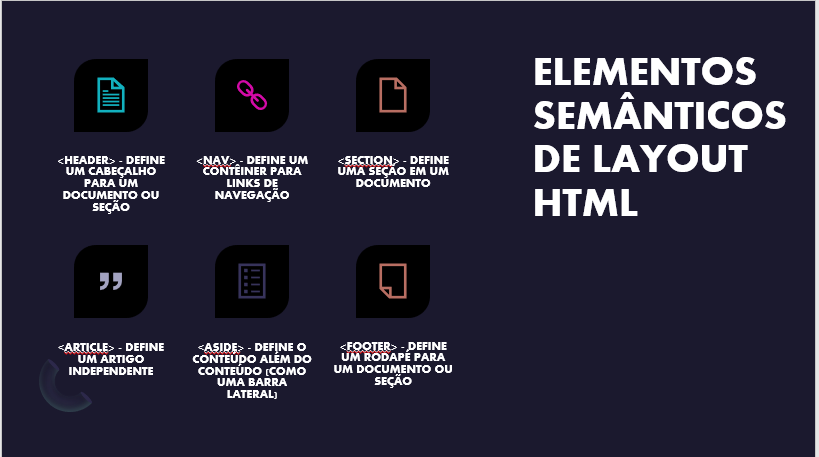 ELEMENTOS
SEMÂNTICOS
DE LAYOUT
HTML
<HEADER> - DEFINE
UM CABEÇALHO
PARA UM
DOCUMENTO OU
SEÇÃO
<NAV> - DEFINE UM
CONTÊINER PARA
LINKS DE
NAVEGAÇÃO
<SECTION> - DEFINE
UMA SEÇÃO EM UM
DOCUMENTO
<ARTICLE> - DEFINE
UM ARTIGO
INDEPENDENTE
<ASIDE> - DEFINE O
CONTEÚDO ALÉM DO
CONTEÚDO (COMO
UMA BARRA
LATERAL)
<FOOTER> - DEFINE
UM RODAPÉ PARA
UM DOCUMENTO OU
SEÇÃO